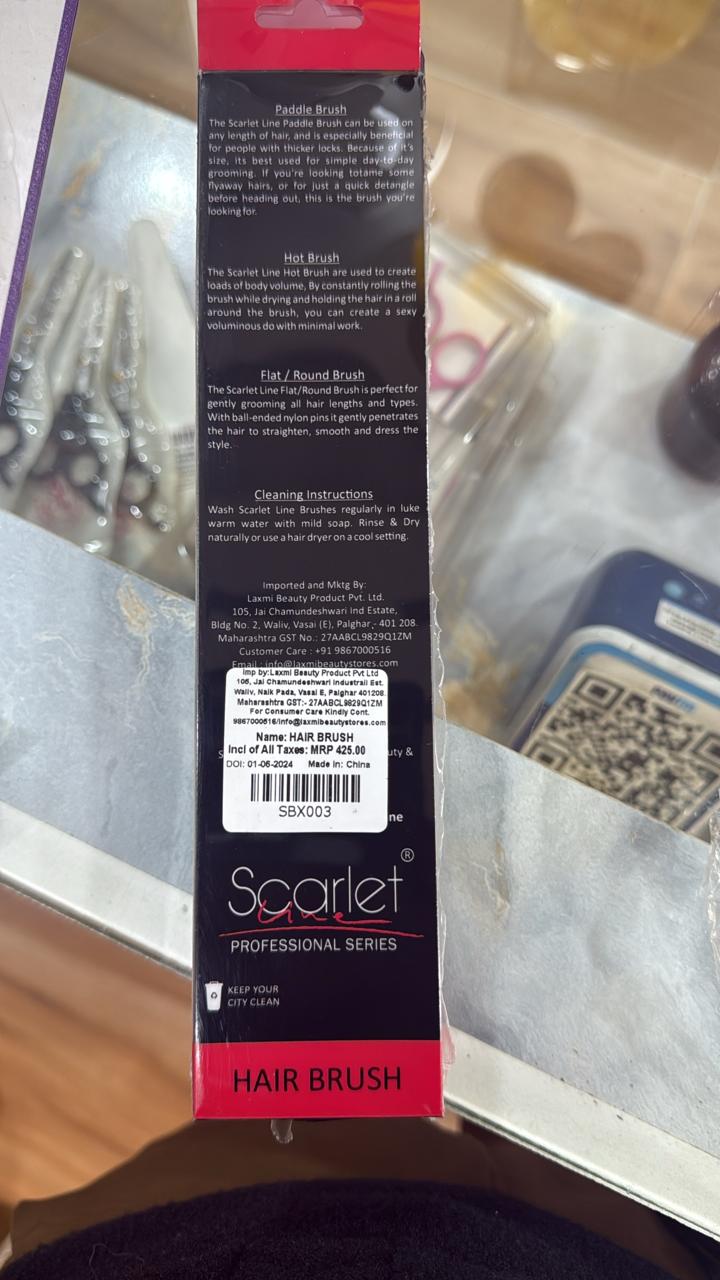 Paddle Brush
The Scarlet Line Paddle Brush can be used on
any length of hair, and is especially beneficial
for people with thicker locks. Because of it's
size, its best used for simple day-to-day
grooming. If you're looking totame some
flyaway hairs, or for just a quick detangle
before heading out, this is the brush you're
looking for.
Hot Brush
The Scarlet Line Hot Brush are used to create
loads of body volume, By constantly rolling the
brush while drying and holding the hair in a roll
around the brush, you can create a sexy
voluminous do with minimal work.
Flat / Round Brush
The Scarlet Line Flat/Round Brush is perfect for
gently grooming all hair lengths and types.
With ball-ended nylon pins it gently penetrates
the hair to straighten, smooth and dress the
style.
Cleaning Instructions
Wash Scarlet Line Brushes regularly in luke
warm water with mild soap. Rinse & Dry
naturally or use a hair dryer on a cool setting.
Imported and Mktg By:
Laxmi Beauty Product Pvt. Ltd.
105, Jai Chamundeshwari Ind Estate,
Bldg No. 2, Waliv, Vasai (E), Palghar,- 401 208.
Maharashtra GST No.: 27AABCL9829Q1ZM
Customer Care : +91 9867000516
Email : info@laxmibeautystores.com
Imp by:Laxmi Beauty Product Pvt Ltd
106, Jai Chamundeshwari Industrail Est.
Waliv, Naik Pada, Vasai E, Palghar 401208.
Maharashtra GST:- 27AABCL9829Q1ZM
For Consumer Care Kindly Cont.
9867000516/info@laxmibeautystores.com
Name: HAIR BRUSH
Incl of All Taxes: MRP 425.00
DOI: 01-06-2024 Made in: China
SBX003
Scarlet ®
Line
PROFESSIONAL SERIES
KEEP YOUR
CITY CLEAN
HAIR BRUSH